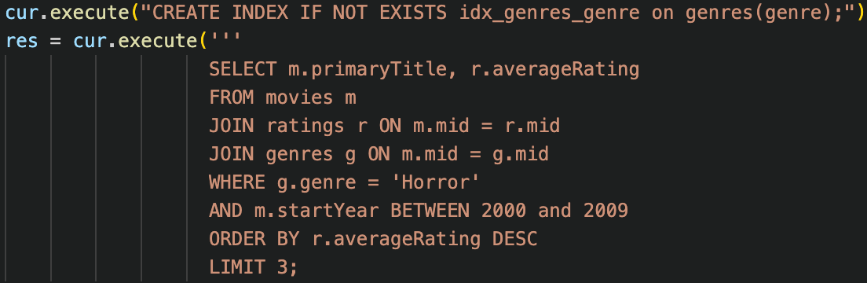 cur.execute("CREATE INDEX IF NOT EXISTS idx_genres_genre on genres(genre);")
res = cur.execute('''
SELECT m.primaryTitle, r.averageRating
FROM movies m
JOIN ratings r ON m.mid = r.mid
JOIN genres g ON m.mid = g.mid
WHERE g.genre = 'Horror'
AND m.startYear BETWEEN 2000 and 2009
ORDER BY r.averageRating DESC
LIMIT 3;